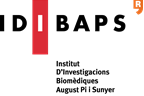 IDIBAPS
R
Institut
D'Investigacions
Biomèdiques
August Pi i Sunyer